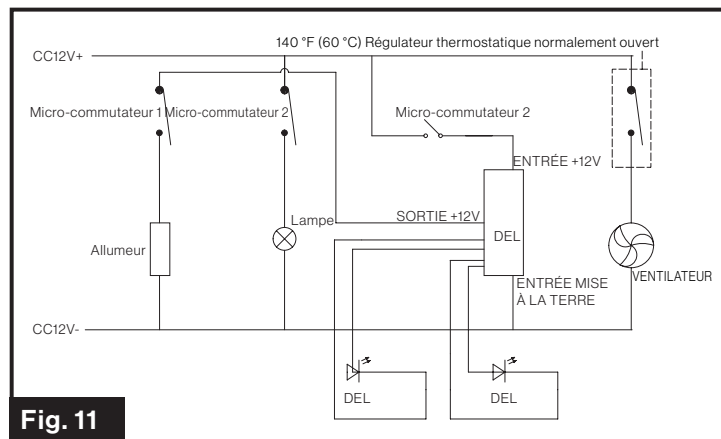 140 °F (60 °C) Régulateur thermostatique normalement ouvert
CC12V+
Micro-commutateur 1
Micro-commutateur 2
Micro-commutateur 2
ENTRÉE +12V
Lampe
SORTIE +12V
DEL
Allumeur
ENTRÉE MISE
À LA TERRE
VENTILATEUR
CC12V-
DEL
DEL
Fig. 11